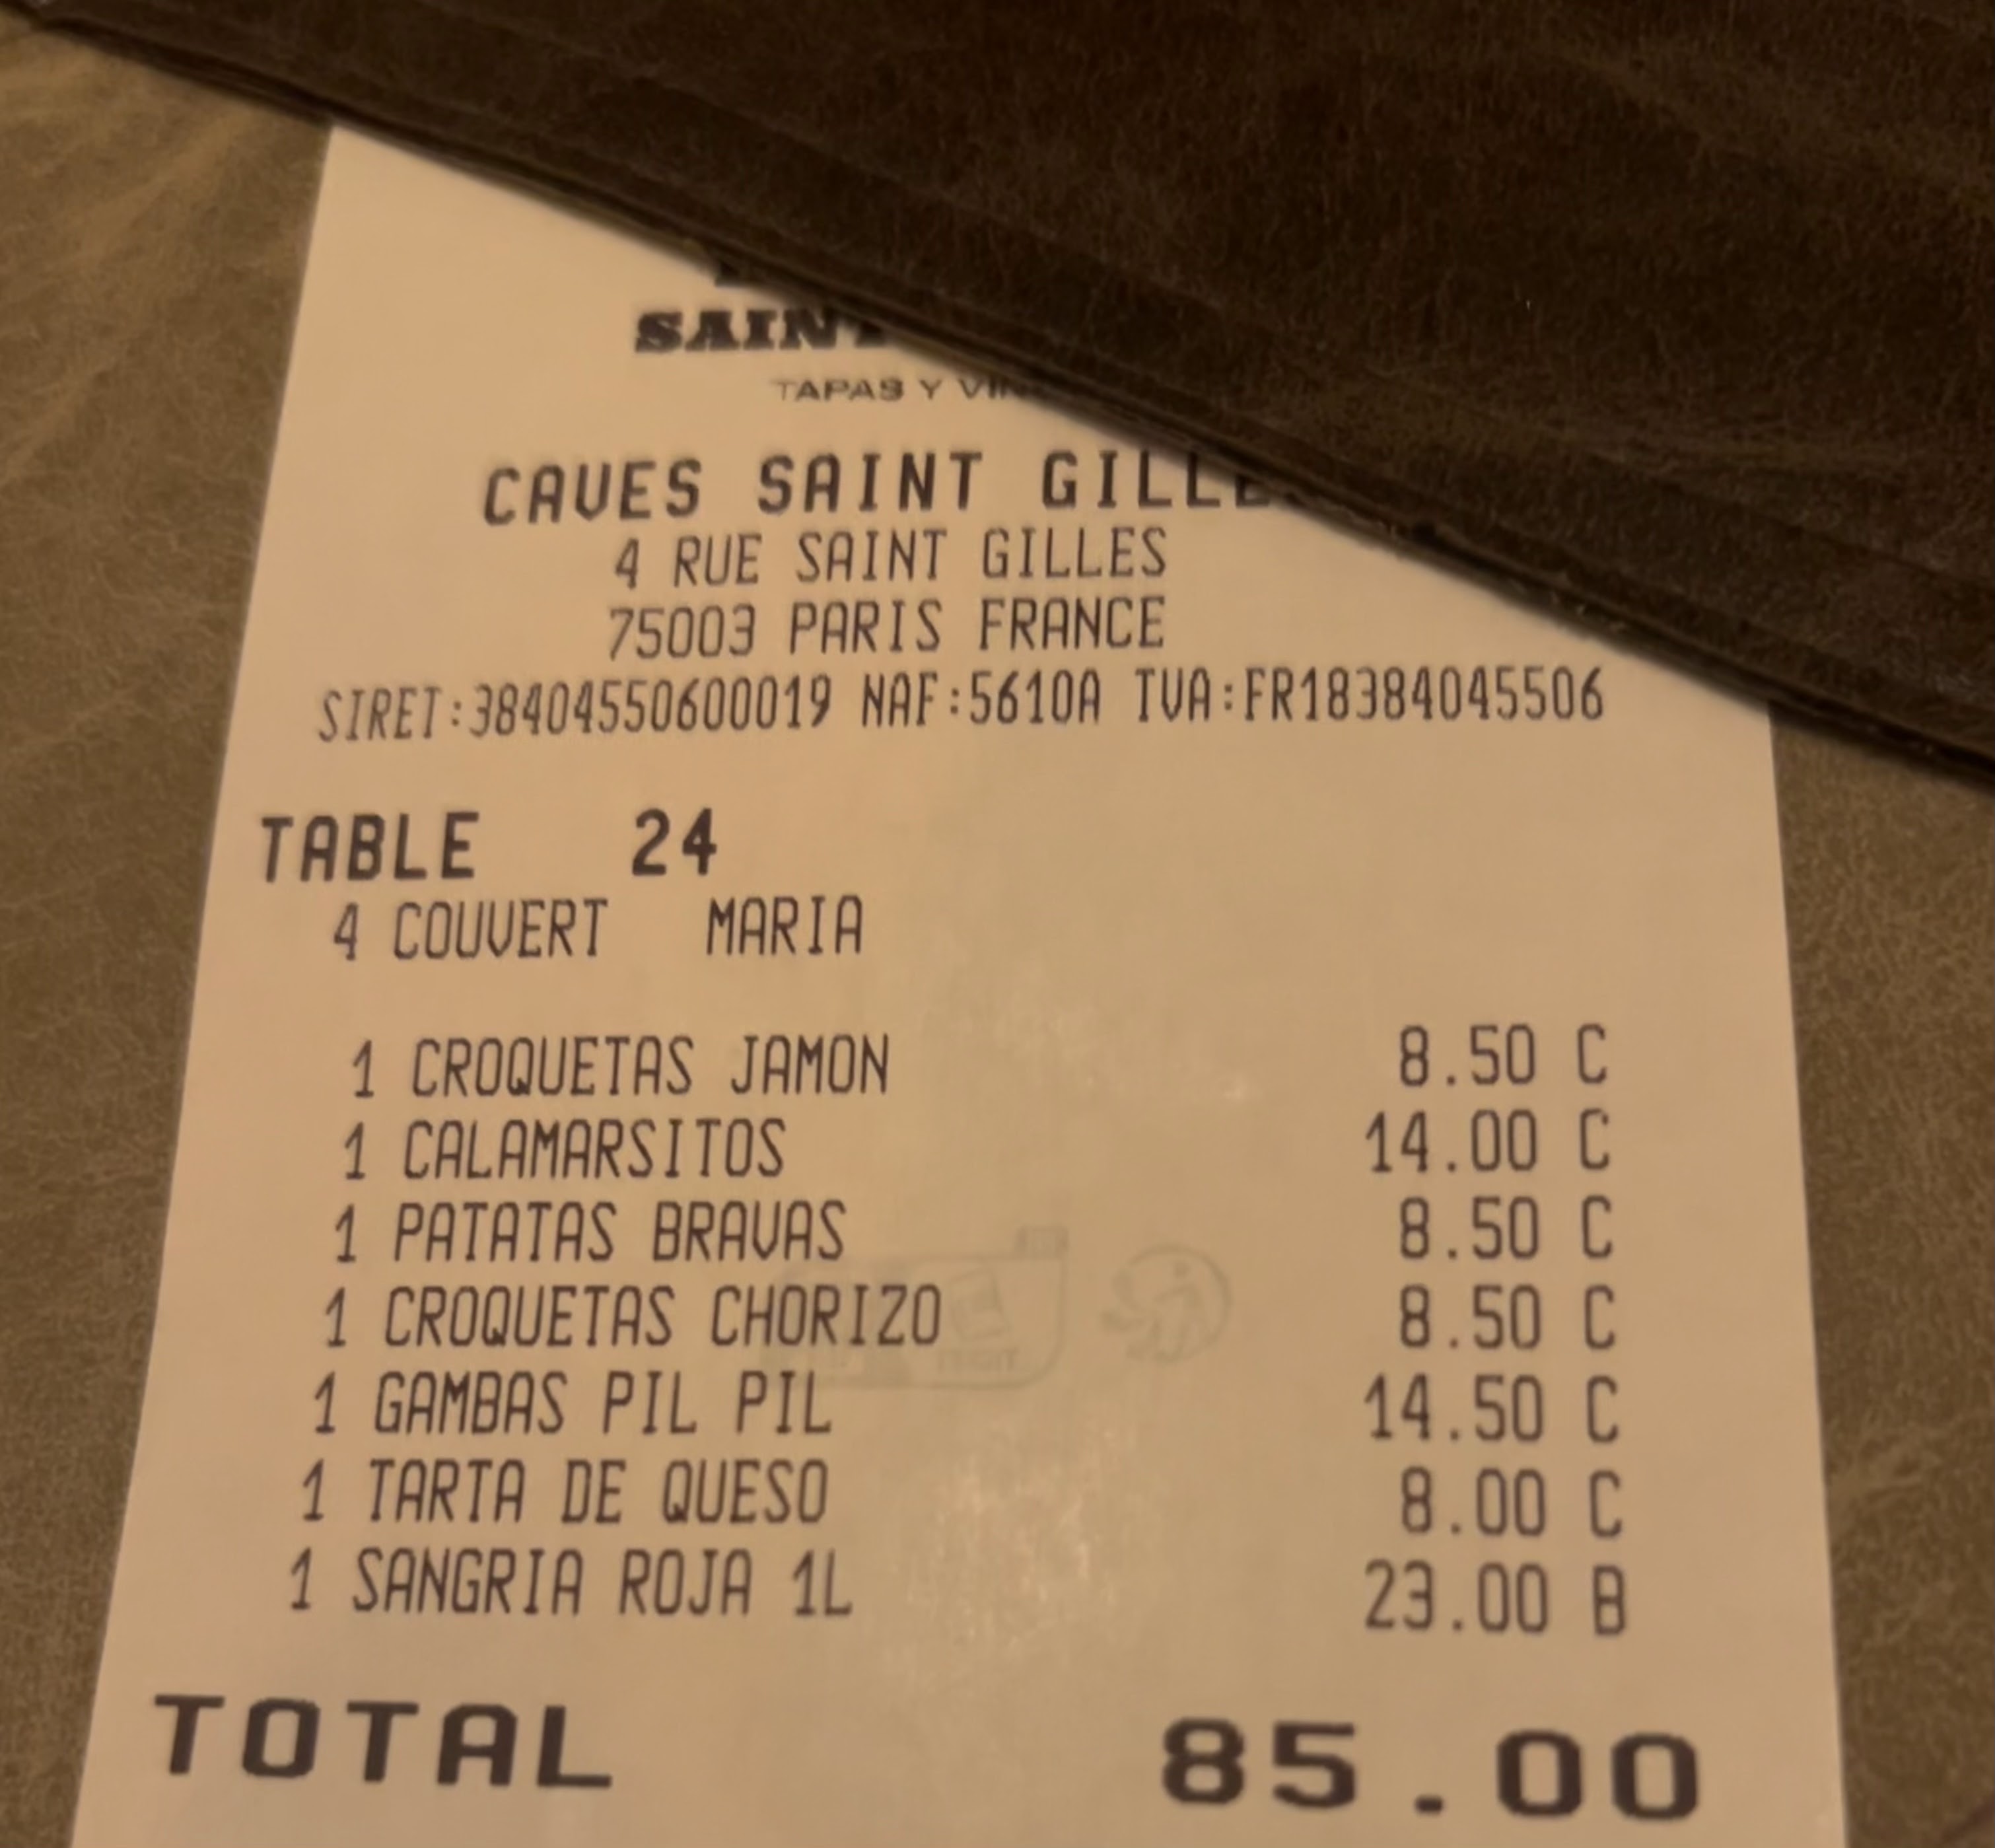 SAINT
TAPAS Y
CAVES SAINT GILLE
4 RUE SAINT GILLES
75003 PARIS FRANCE
SIRET:38404550600019 NAF:5610A TVA:FR18384045506
TABLE 24
4 COUVERT MARIA
1 CROQUETAS JAMON 8.50 C
1 CALAMARSITOS 14.00 C
1 PATATAS BRAVAS 8.50 C
1 CROQUETAS CHORIZO 8.50 C
1 GAMBAS PIL PIL 14.50 C
1 TARTA DE QUESO 8.00 C
1 SANGRIA ROJA 1L 23.00 B
TOTAL 85.00